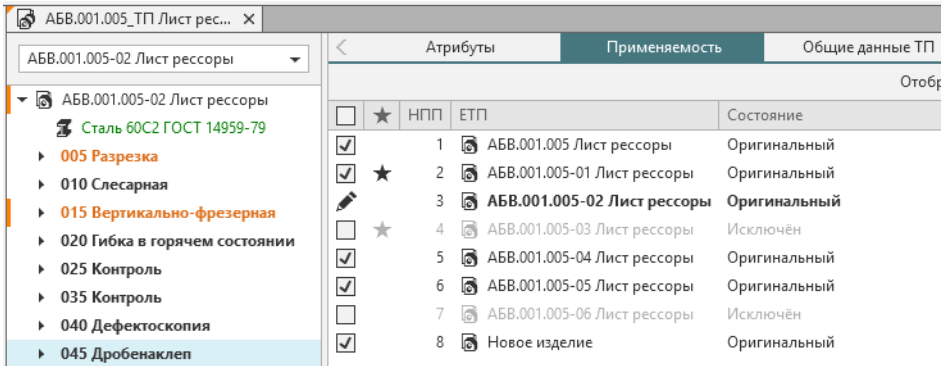 АБВ.001.005_ТП Лист рес...
АБВ.001.005-02 Лист рессоры
АБВ.001.005-02 Лист рессоры
Сталь 60С2 ГОСТ 14959-79
005 Разрезка
010 Слесарная
015 Вертикально-фрезерная
020 Гибка в горячем состоянии
025 Контроль
035 Контроль
040 Дефектоскопия
045 Дробенаклеп
Атрибуты Применяемость Общие данные ТП
Отобр
НПП ЕТП Состояние
1 АБВ.001.005 Лист рессоры Оригинальный
2 АБВ.001.005-01 Лист рессоры Оригинальный
3 АБВ.001.005-02 Лист рессоры Оригинальный
4 АБВ.001.005-03 Лист рессоры Исключён
5 АБВ.001.005-04 Лист рессоры Оригинальный
6 АБВ.001.005-05 Лист рессоры Оригинальный
7 АБВ.001.005-06 Лист рессоры Исключён
8 Новое изделие Оригинальный